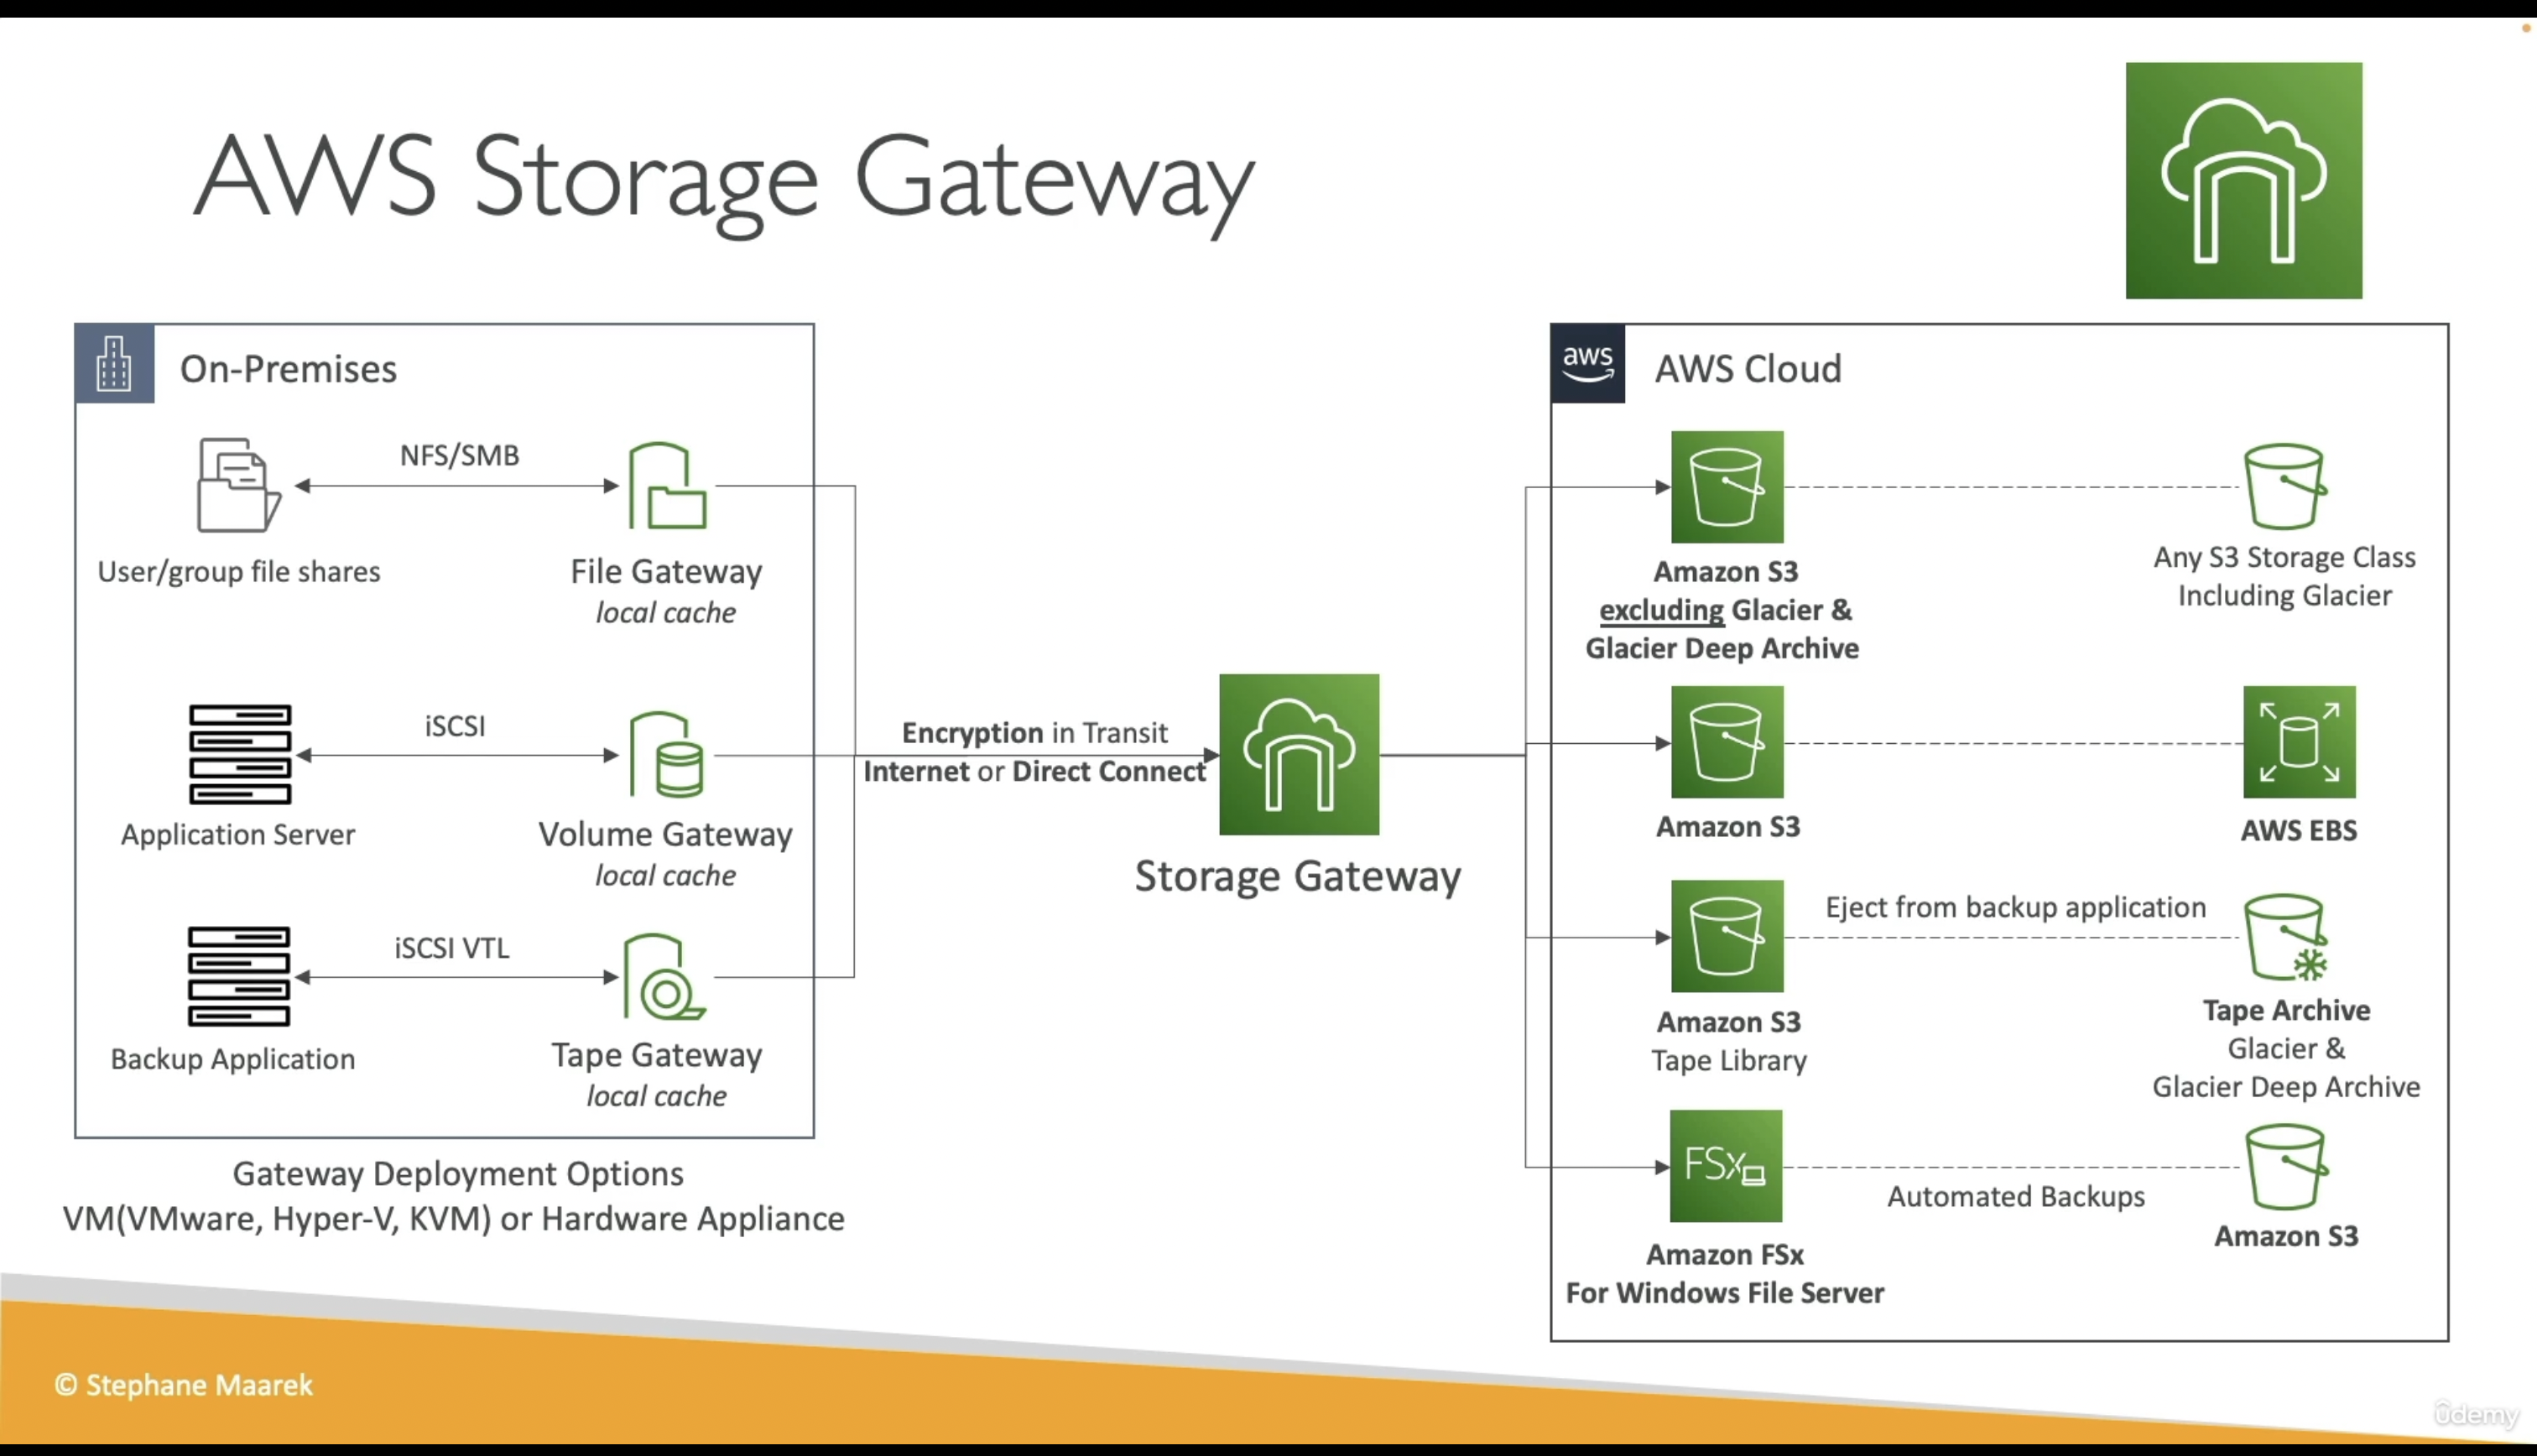 AWS Storage Gateway
On-Premises
NFS/SMB
User/group file shares
File Gateway
local cache
iSCSI
Application Server
Volume Gateway
local cache
iSCSI VTL
Backup Application
Tape Gateway
local cache
Gateway Deployment Options
VM(VMware, Hyper-V, KVM) or Hardware Appliance
Encryption in Transit
Internet or Direct Connect
Storage Gateway
aws
AWS Cloud
Amazon S3
excluding Glacier &
Glacier Deep Archive
Any S3 Storage Class
Including Glacier
Amazon S3
AWS EBS
Amazon S3
Tape Library
Eject from backup application
Tape Archive
Glacier &
Glacier Deep Archive
FSx
Amazon FSx
For Windows File Server
Automated Backups
Amazon S3
© Stephane Maarek
ûdemy